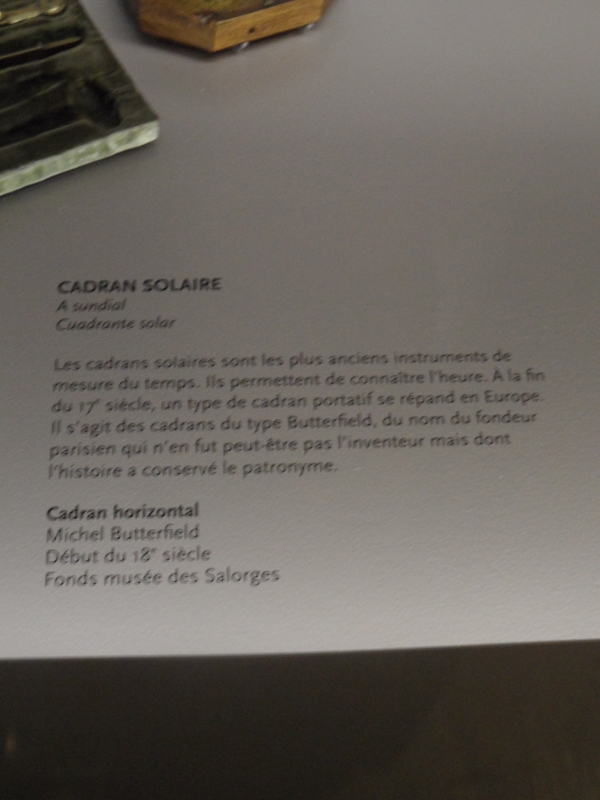 CADRAN SOLAIRE
A sundial
Cuadrante solar
Les cadrans solaires sont les plus anciens instruments de
mesure du temps. Ils permettent de connaître l'heure. À la fin
du 17e siècle, un type de cadran portatif se répand en Europe.
Il s'agit des cadrans du type Butterfield, du nom du fondeur
parisien qui n'en fut peut-être pas l'inventeur mais dont
l'histoire a conservé le patronyme.
Cadran horizontal
Michel Butterfield
Début du 18e siècle
Fonds musée des Salorges